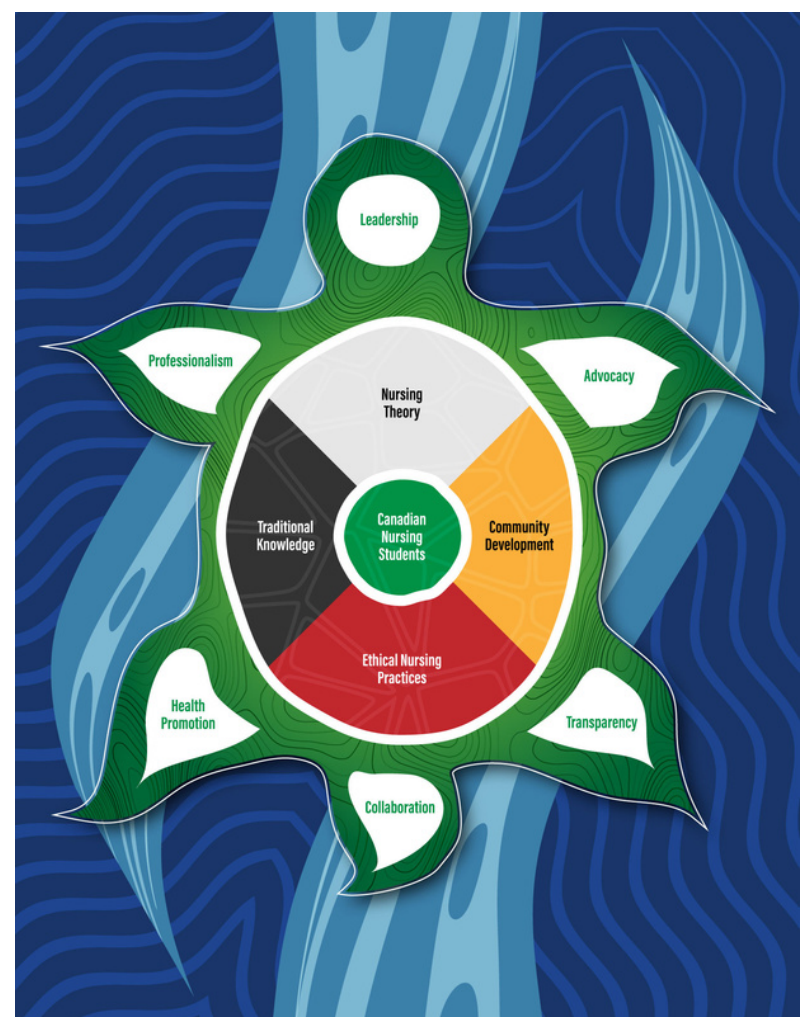 Leadership
Professionalism
Advocacy
Nursing
Theory
Traditional
Knowledge
Canadian
Nursing
Students
Community
Development
Ethical Nursing
Practices
Health
Promotion
Transparency
Collaboration